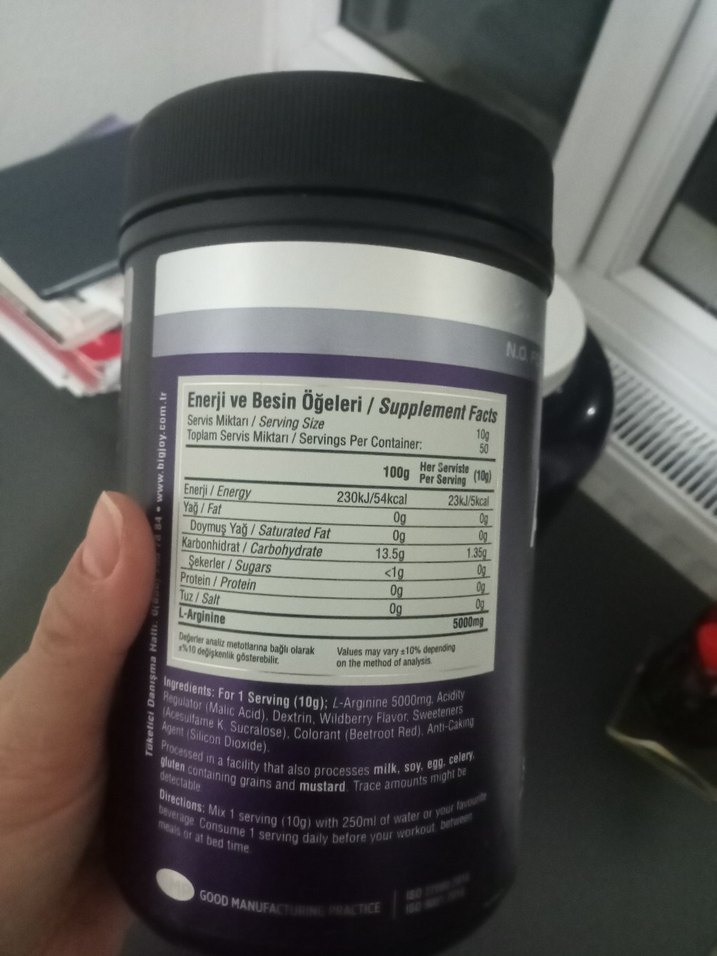 N.O.
Enerji ve Besin Öğeleri / Supplement Facts
Servis Miktarı / Serving Size 10g
Toplam Servis Miktarı / Servings Per Container: 50
100g Her Serviste Per Serving (10g)
Enerji / Energy 230kJ/54kcal 23kJ/5kcal
Yağ / Fat 0g 0g
Doymuş Yağ / Saturated Fat 0g 0g
Karbonhidrat / Carbohydrate 13.5g 1.35g
Şekerler / Sugars <1g 0g
Protein / Protein 0g 0g
Tuz / Salt 0g 0g
L-Arginine 5000mg
Değerler analiz metotlarına bağlı olarak
±%10 değişkenlik gösterebilir.
Values may vary ±10% depending
on the method of analysis.
Ingredients: For 1 Serving (10g); L-Arginine 5000mg, Acidity
Regulator (Malic Acid), Dextrin, Wildberry Flavor, Sweeteners
(Acesulfame K, Sucralose), Colorant (Beetroot Red), Anti-Caking
Agent (Silicon Dioxide).
Processed in a facility that also processes milk, soy, egg, celery,
gluten containing grains and mustard. Trace amounts might be
detectable
Directions: Mix 1 serving (10g) with 250ml of water or your favourite
beverage. Consume 1 serving daily before your workout, between
meals or at bed time.
GOOD MANUFACTURING PRACTICE
Tüketici Danışma Hattı: 18 84 • www.bigjoy.com.tr